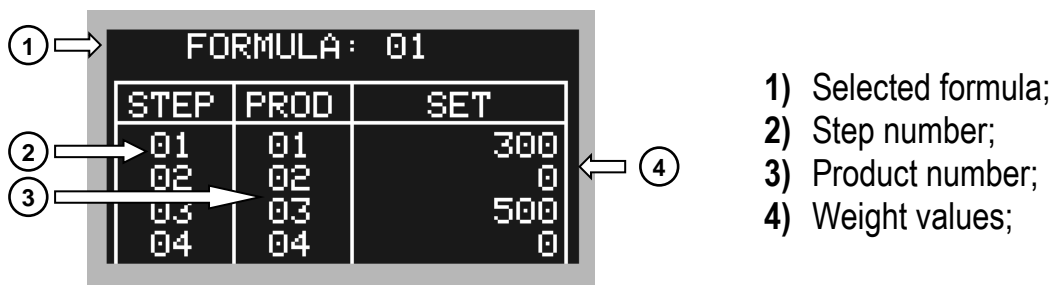 FORMULA: 01
STEP PROD SET
01 01 300
02 02 0
03 03 500
04 04 0
1
2
3
4
1) Selected formula;
2) Step number;
3) Product number;
4) Weight values;